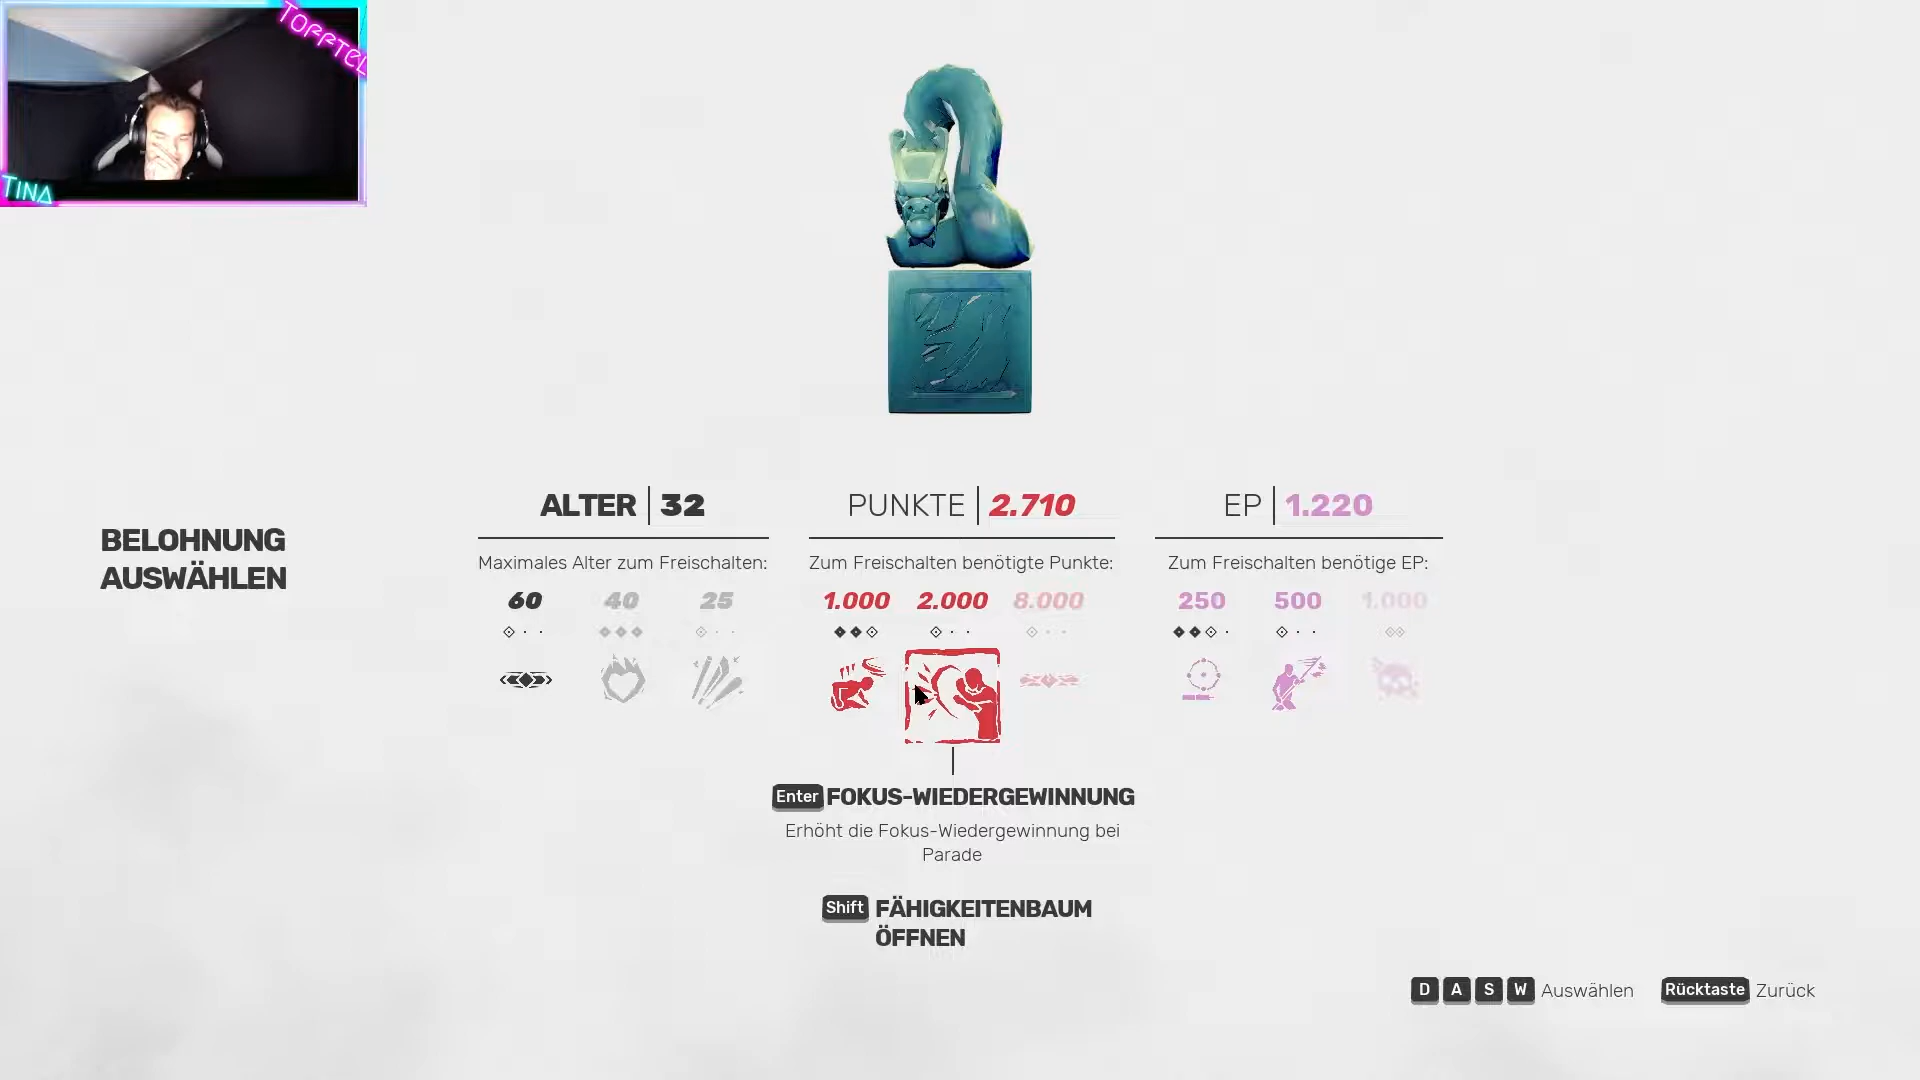 TOFFTEL
TINA
BELOHNUNG
AUSWÄHLEN
ALTER 32
Maximales Alter zum Freischalten:
60 40 25
PUNKTE 2.710
Zum Freischalten benötigte Punkte:
1.000 2.000 8.000
EP 1.220
Zum Freischalten benötige EP:
250 500 1.000
Enter FOKUS-WIEDERGEWINNUNG
Erhöht die Fokus-Wiedergewinnung bei
Parade
Shift FÄHIGKEITENBAUM
ÖFFNEN
D A S W Auswählen Rücktaste Zurück